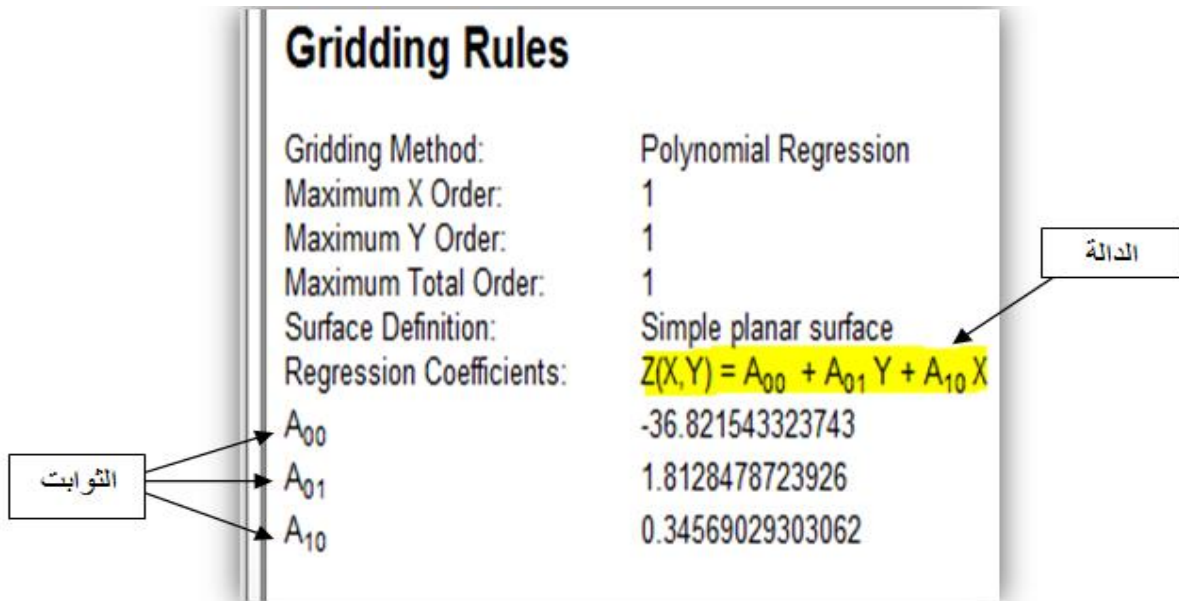 Gridding Rules
Gridding Method: Polynomial Regression
Maximum X Order: 1
Maximum Y Order: 1
الدالة
Maximum Total Order: 1
Surface Definition: Simple planar surface
Regression Coefficients: Z(X,Y) = A₀₀ + A₀₁ Y + A₁₀ X
A₀₀ -36.821543323743
الثوابت
A₀₁ 1.8128478723926
A₁₀ 0.34569029303062